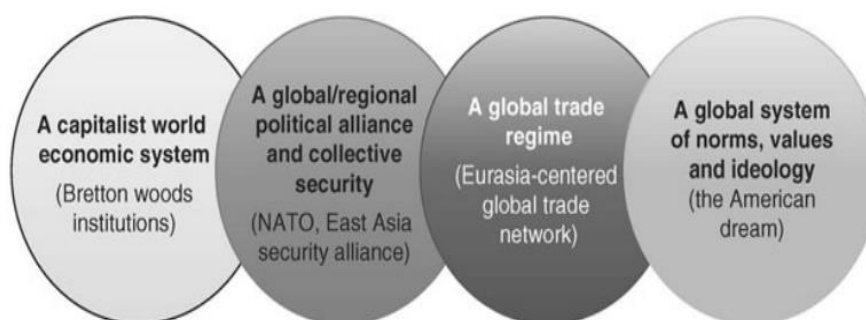 A capitalist world
economic system
(Bretton woods
institutions)
A global/regional
political alliance
and collective
security
(NATO, East Asia
security alliance)
A global trade
regime
(Eurasia-centered
global trade
network)
A global system
of norms, values
and ideology
(the American
dream)